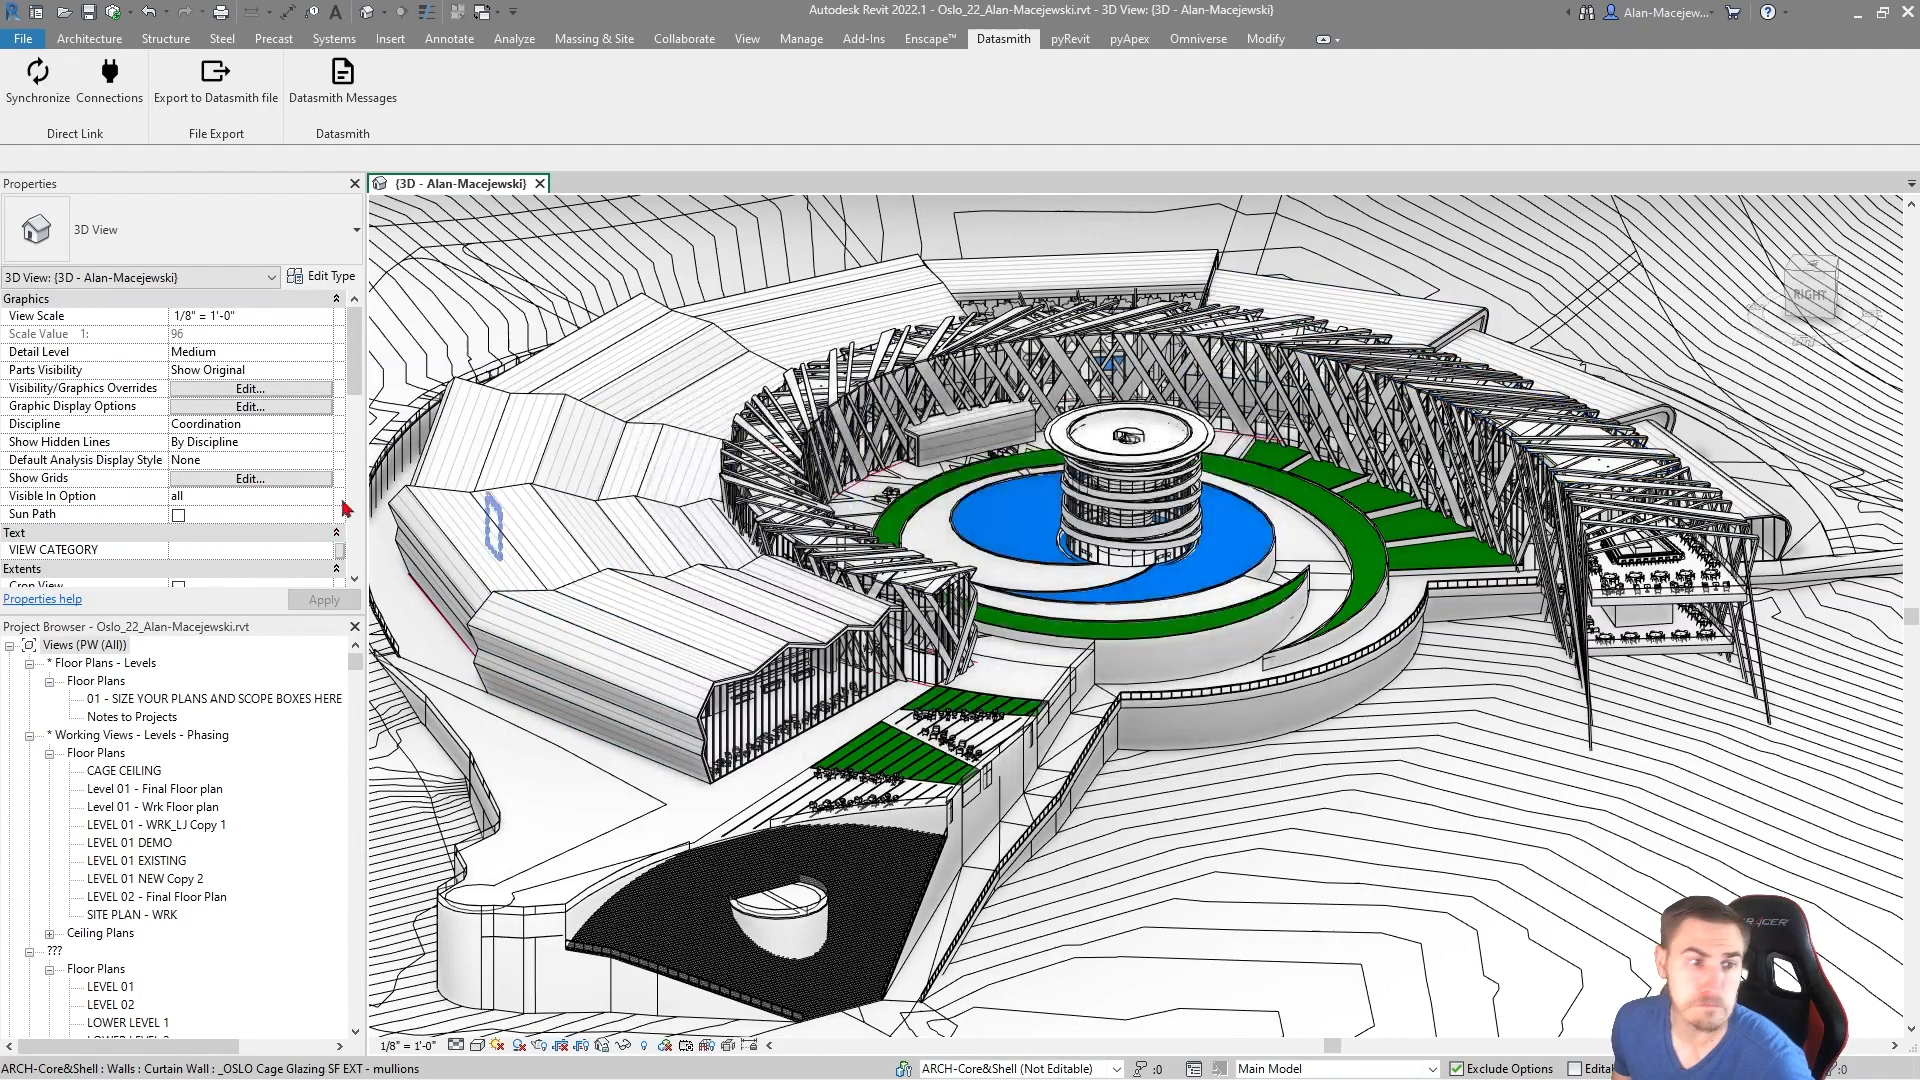 Autodesk Revit 2022.1 - Oslo_22_Alan-Macejewski.rvt - 3D View: {3D - Alan-Macejewski}
Alan-Macejew...
File Architecture Structure Steel Precast Systems Insert Annotate Analyze Massing & Site Collaborate View Manage Add-Ins Enscape™ Datasmith pyRevit pyApex Omniverse Modify
Synchronize Connections Export to Datasmith file Datasmith Messages
Direct Link File Export Datasmith
Properties
{3D - Alan-Macejewski}
3D View
3D View: {3D - Alan-Macejewski} Edit Type
Graphics
View Scale 1/8" = 1'-0"
Scale Value 1: 96
Detail Level Medium
Parts Visibility Show Original
Visibility/Graphics Overrides Edit...
Graphic Display Options Edit...
Discipline Coordination
Show Hidden Lines By Discipline
Default Analysis Display Style None
Show Grids Edit...
Visible In Option all
Sun Path
Text
VIEW CATEGORY
Extents
Crop View
Properties help Apply
RIGHT
Project Browser - Oslo_22_Alan-Macejewski.rvt
Views (PW (All))
* Floor Plans - Levels
Floor Plans
01 - SIZE YOUR PLANS AND SCOPE BOXES HERE
Notes to Projects
* Working Views - Levels - Phasing
Floor Plans
CAGE CEILING
Level 01 - Final Floor plan
Level 01 - Wrk Floor plan
LEVEL 01 - WRK_LJ Copy 1
LEVEL 01 DEMO
LEVEL 01 EXISTING
LEVEL 01 NEW Copy 2
LEVEL 02 - Final Floor Plan
SITE PLAN - WRK
Ceiling Plans
???
Floor Plans
LEVEL 01
LEVEL 02
LOWER LEVEL 1
1/8" = 1'-0"
ARCH-Core&Shell : Walls : Curtain Wall : _OSLO Cage Glazing SF EXT - mullions
ARCH-Core&Shell (Not Editable) :0 Main Model Exclude Options Edita :0